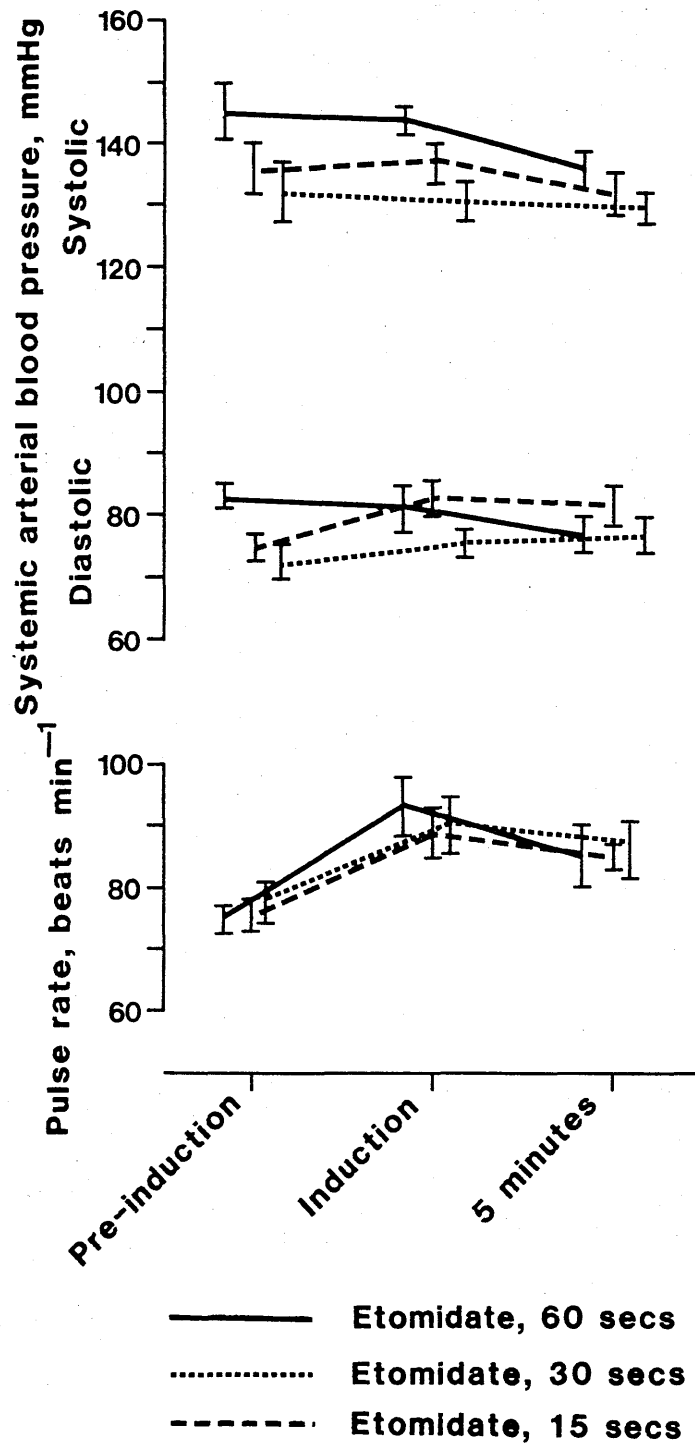 Systemic arterial blood pressure, mmHg
Systolic
160
140
120
100
Diastolic
80
60
Pulse rate, beats min—1
100
80
60
Pre-induction
Induction
5 minutes
Etomidate, 60 secs
Etomidate, 30 secs
Etomidate, 15 secs